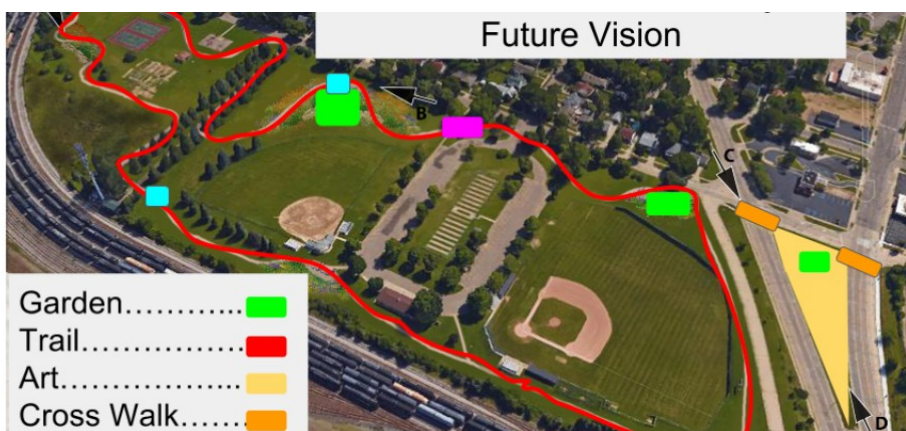 Future Vision
B
C
Garden...........
Trail.................
Art....................
Cross Walk......
D